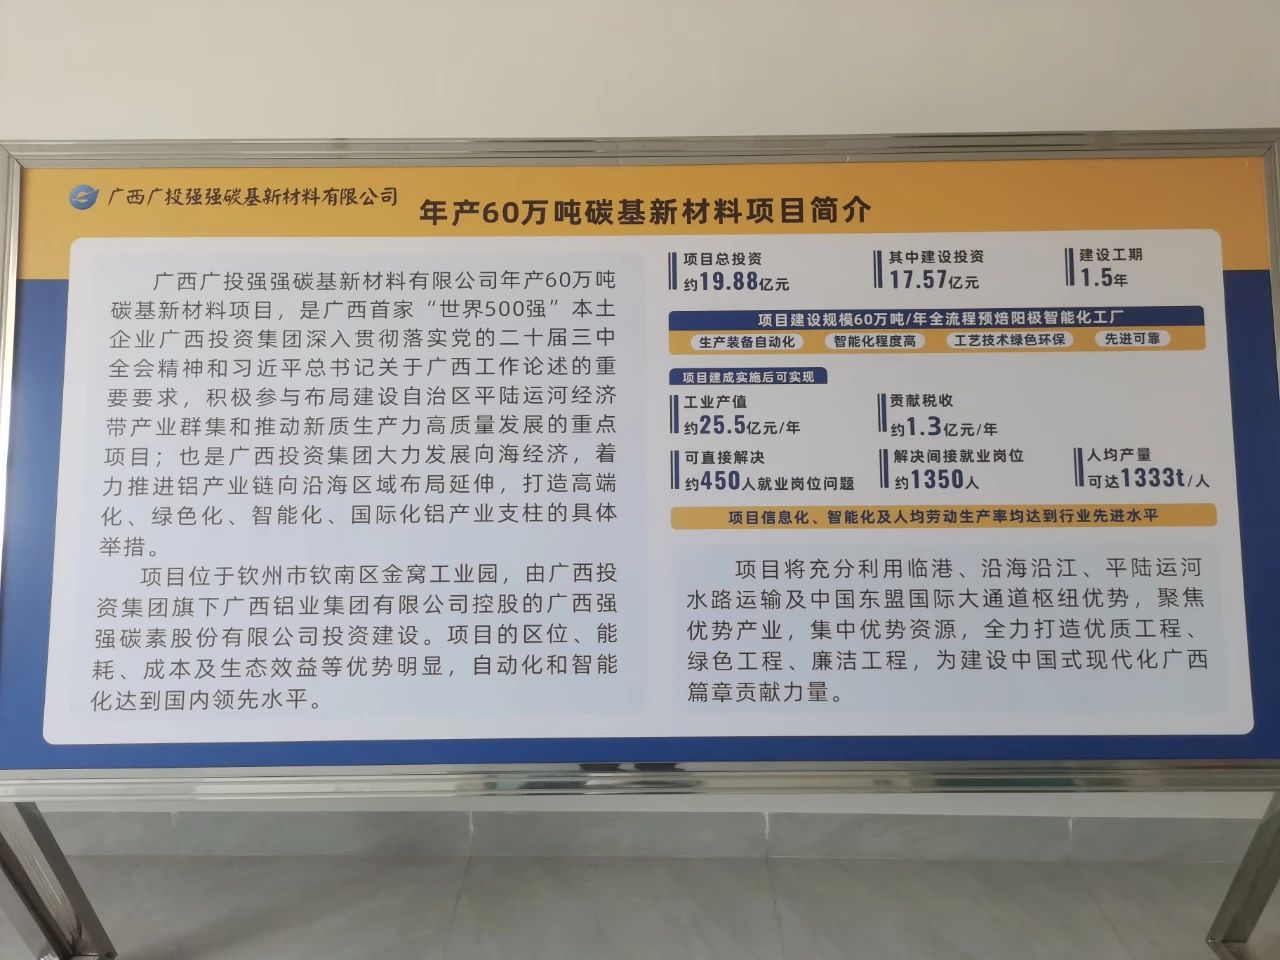 广西广投强强碳基新材料有限公司
年产60万吨碳基新材料项目简介
广西广投强强碳基新材料有限公司年产60万吨
碳基新材料项目，是广西首家“世界500强”本土
企业广西投资集团深入贯彻落实党的二十届三中
全会精神和习近平总书记关于广西工作论述的重
要要求，积极参与布局建设自治区平陆运河经济
带产业群集和推动新质生产力高质量发展的重点
项目；也是广西投资集团大力发展向海经济，着
力推进铝产业链向沿海区域布局延伸，打造高端
化、绿色化、智能化、国际化铝产业支柱的具体
举措。
项目位于钦州市钦南区金窝工业园，由广西投
资集团旗下广西铝业集团有限公司控股的广西强
强碳素股份有限公司投资建设。项目的区位、能
耗、成本及生态效益等优势明显，自动化和智能
化达到国内领先水平。
项目总投资
约19.88亿元
其中建设投资
17.57亿元
建设工期
1.5年
项目建设规模60万吨/年全流程预焙阳极智能化工厂
生产装备自动化
智能化程度高
工艺技术绿色环保
先进可靠
项目建成实施后可实现
工业产值
约25.5亿元/年
贡献税收
约1.3亿元/年
可直接解决
约450人就业岗位问题
解决间接就业岗位
约1350人
人均产量
可达1333t/人
项目信息化、智能化及人均劳动生产率均达到行业先进水平
项目将充分利用临港、沿海沿江、平陆运河
水路运输及中国东盟国际大通道枢纽优势，聚焦
优势产业，集中优势资源，全力打造优质工程、
绿色工程、廉洁工程，为建设中国式现代化广西
篇章贡献力量。